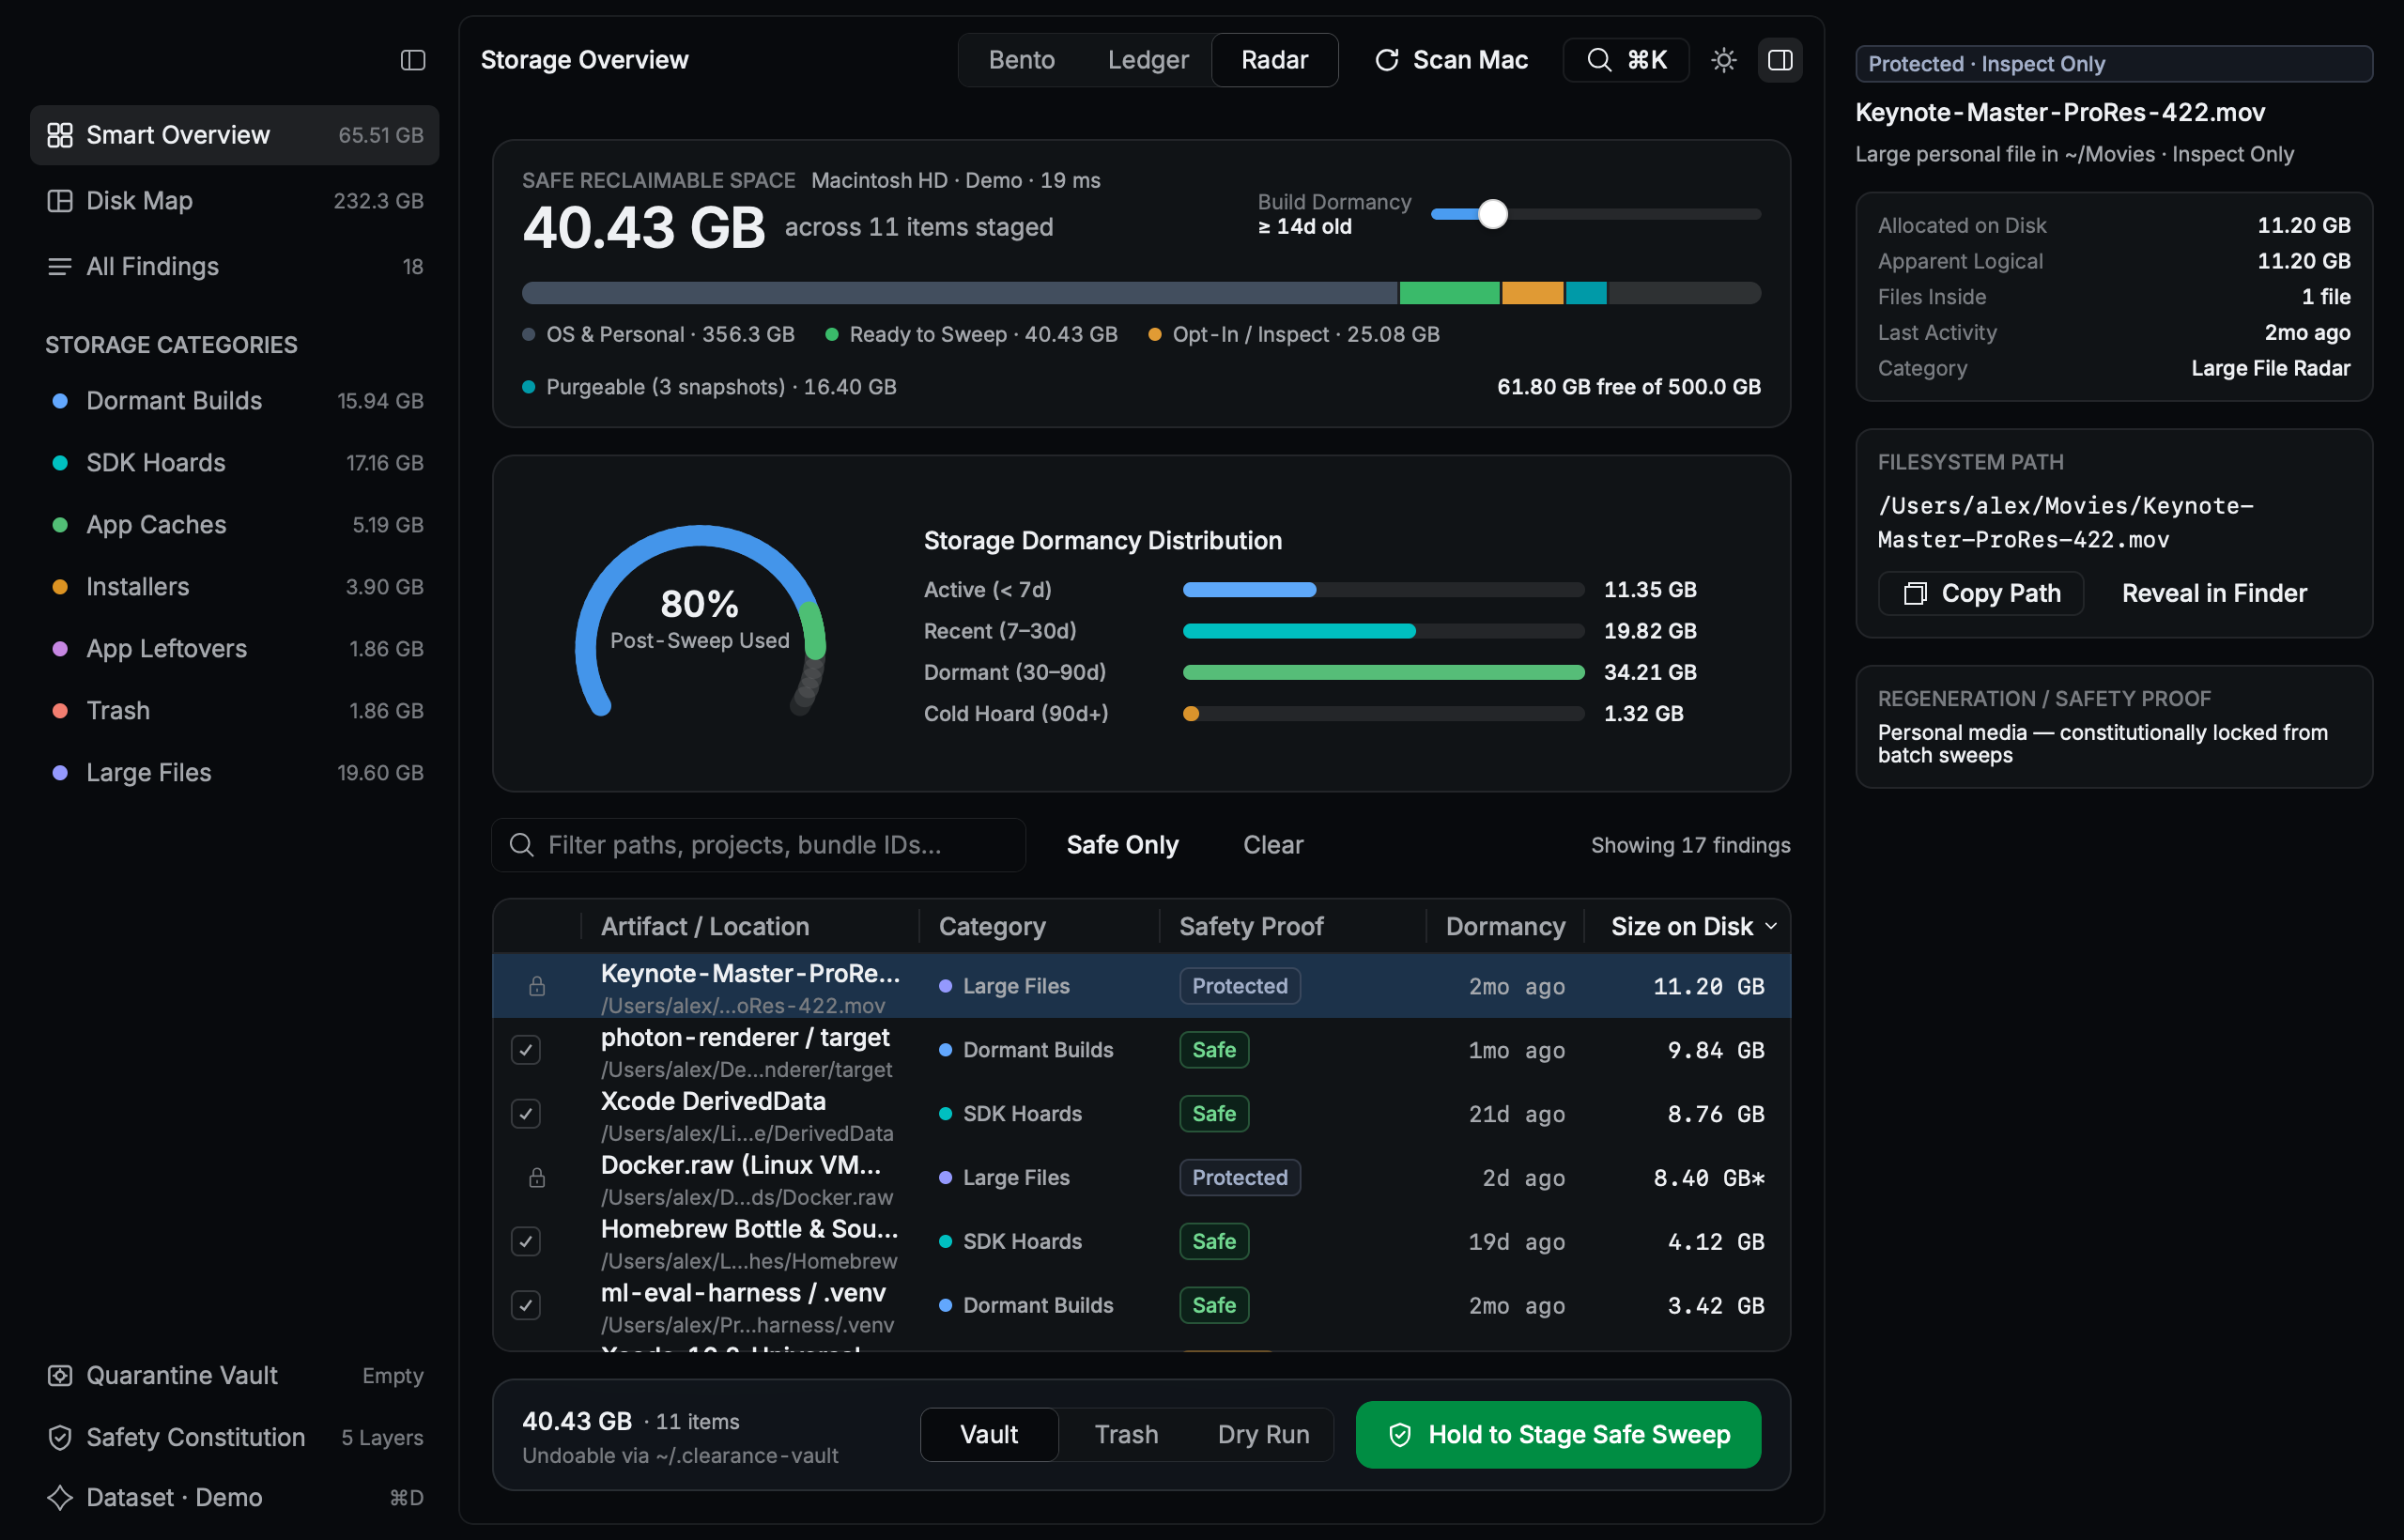 Smart Overview 65.51 GB
Disk Map 232.3 GB
All Findings 18
STORAGE CATEGORIES
Dormant Builds 15.94 GB
SDK Hoards 17.16 GB
App Caches 5.19 GB
Installers 3.90 GB
App Leftovers 1.86 GB
Trash 1.86 GB
Large Files 19.60 GB
Quarantine Vault Empty
Safety Constitution 5 Layers
Dataset · Demo ⌘D
Storage Overview
Bento Ledger Radar
Scan Mac
⌘K
SAFE RECLAIMABLE SPACE Macintosh HD · Demo · 19 ms
40.43 GB across 11 items staged
Build Dormancy
≥ 14d old
OS & Personal · 356.3 GB Ready to Sweep · 40.43 GB Opt-In / Inspect · 25.08 GB
Purgeable (3 snapshots) · 16.40 GB 61.80 GB free of 500.0 GB
80%
Post-Sweep Used
Storage Dormancy Distribution
Active (< 7d) 11.35 GB
Recent (7–30d) 19.82 GB
Dormant (30–90d) 34.21 GB
Cold Hoard (90d+) 1.32 GB
Filter paths, projects, bundle IDs... Safe Only Clear Showing 17 findings
Artifact / Location Category Safety Proof Dormancy Size on Disk
Keynote-Master-ProRe... Large Files Protected 2mo ago 11.20 GB
/Users/alex/...oRes-422.mov
photon-renderer / target Dormant Builds Safe 1mo ago 9.84 GB
/Users/alex/De...nderer/target
Xcode DerivedData SDK Hoards Safe 21d ago 8.76 GB
/Users/alex/Li...e/DerivedData
Docker.raw (Linux VM... Large Files Protected 2d ago 8.40 GB*
/Users/alex/D...ds/Docker.raw
Homebrew Bottle & Sou... SDK Hoards Safe 19d ago 4.12 GB
/Users/alex/L...hes/Homebrew
ml-eval-harness / .venv Dormant Builds Safe 2mo ago 3.42 GB
/Users/alex/Pr...harness/.venv
40.43 GB · 11 items
Undoable via ~/.clearance-vault
Vault Trash Dry Run
Hold to Stage Safe Sweep
Protected · Inspect Only
Keynote-Master-ProRes-422.mov
Large personal file in ~/Movies · Inspect Only
Allocated on Disk 11.20 GB
Apparent Logical 11.20 GB
Files Inside 1 file
Last Activity 2mo ago
Category Large File Radar
FILESYSTEM PATH
/Users/alex/Movies/Keynote-
Master-ProRes-422.mov
Copy Path Reveal in Finder
REGENERATION / SAFETY PROOF
Personal media — constitutionally locked from
batch sweeps